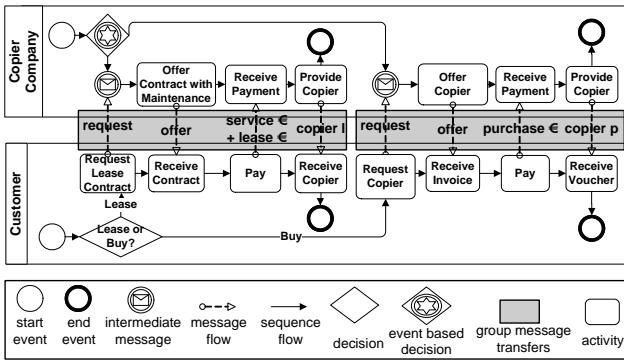 Copier
Company
Offer
Contract with
Maintenance
Receive
Payment
Provide
Copier
Offer
Copier
Receive
Payment
Provide
Copier
request
offer
service €
+ lease €
copier l
request
offer
purchase €
copier p
Customer
Request
Lease
Contract
Receive
Contract
Pay
Receive
Copier
Request
Copier
Receive
Invoice
Pay
Receive
Voucher
Lease
Lease or
Buy?
Buy
start
event
end
event
intermediate
message
message
flow
sequence
flow
decision
event based
decision
group message
transfers
activity